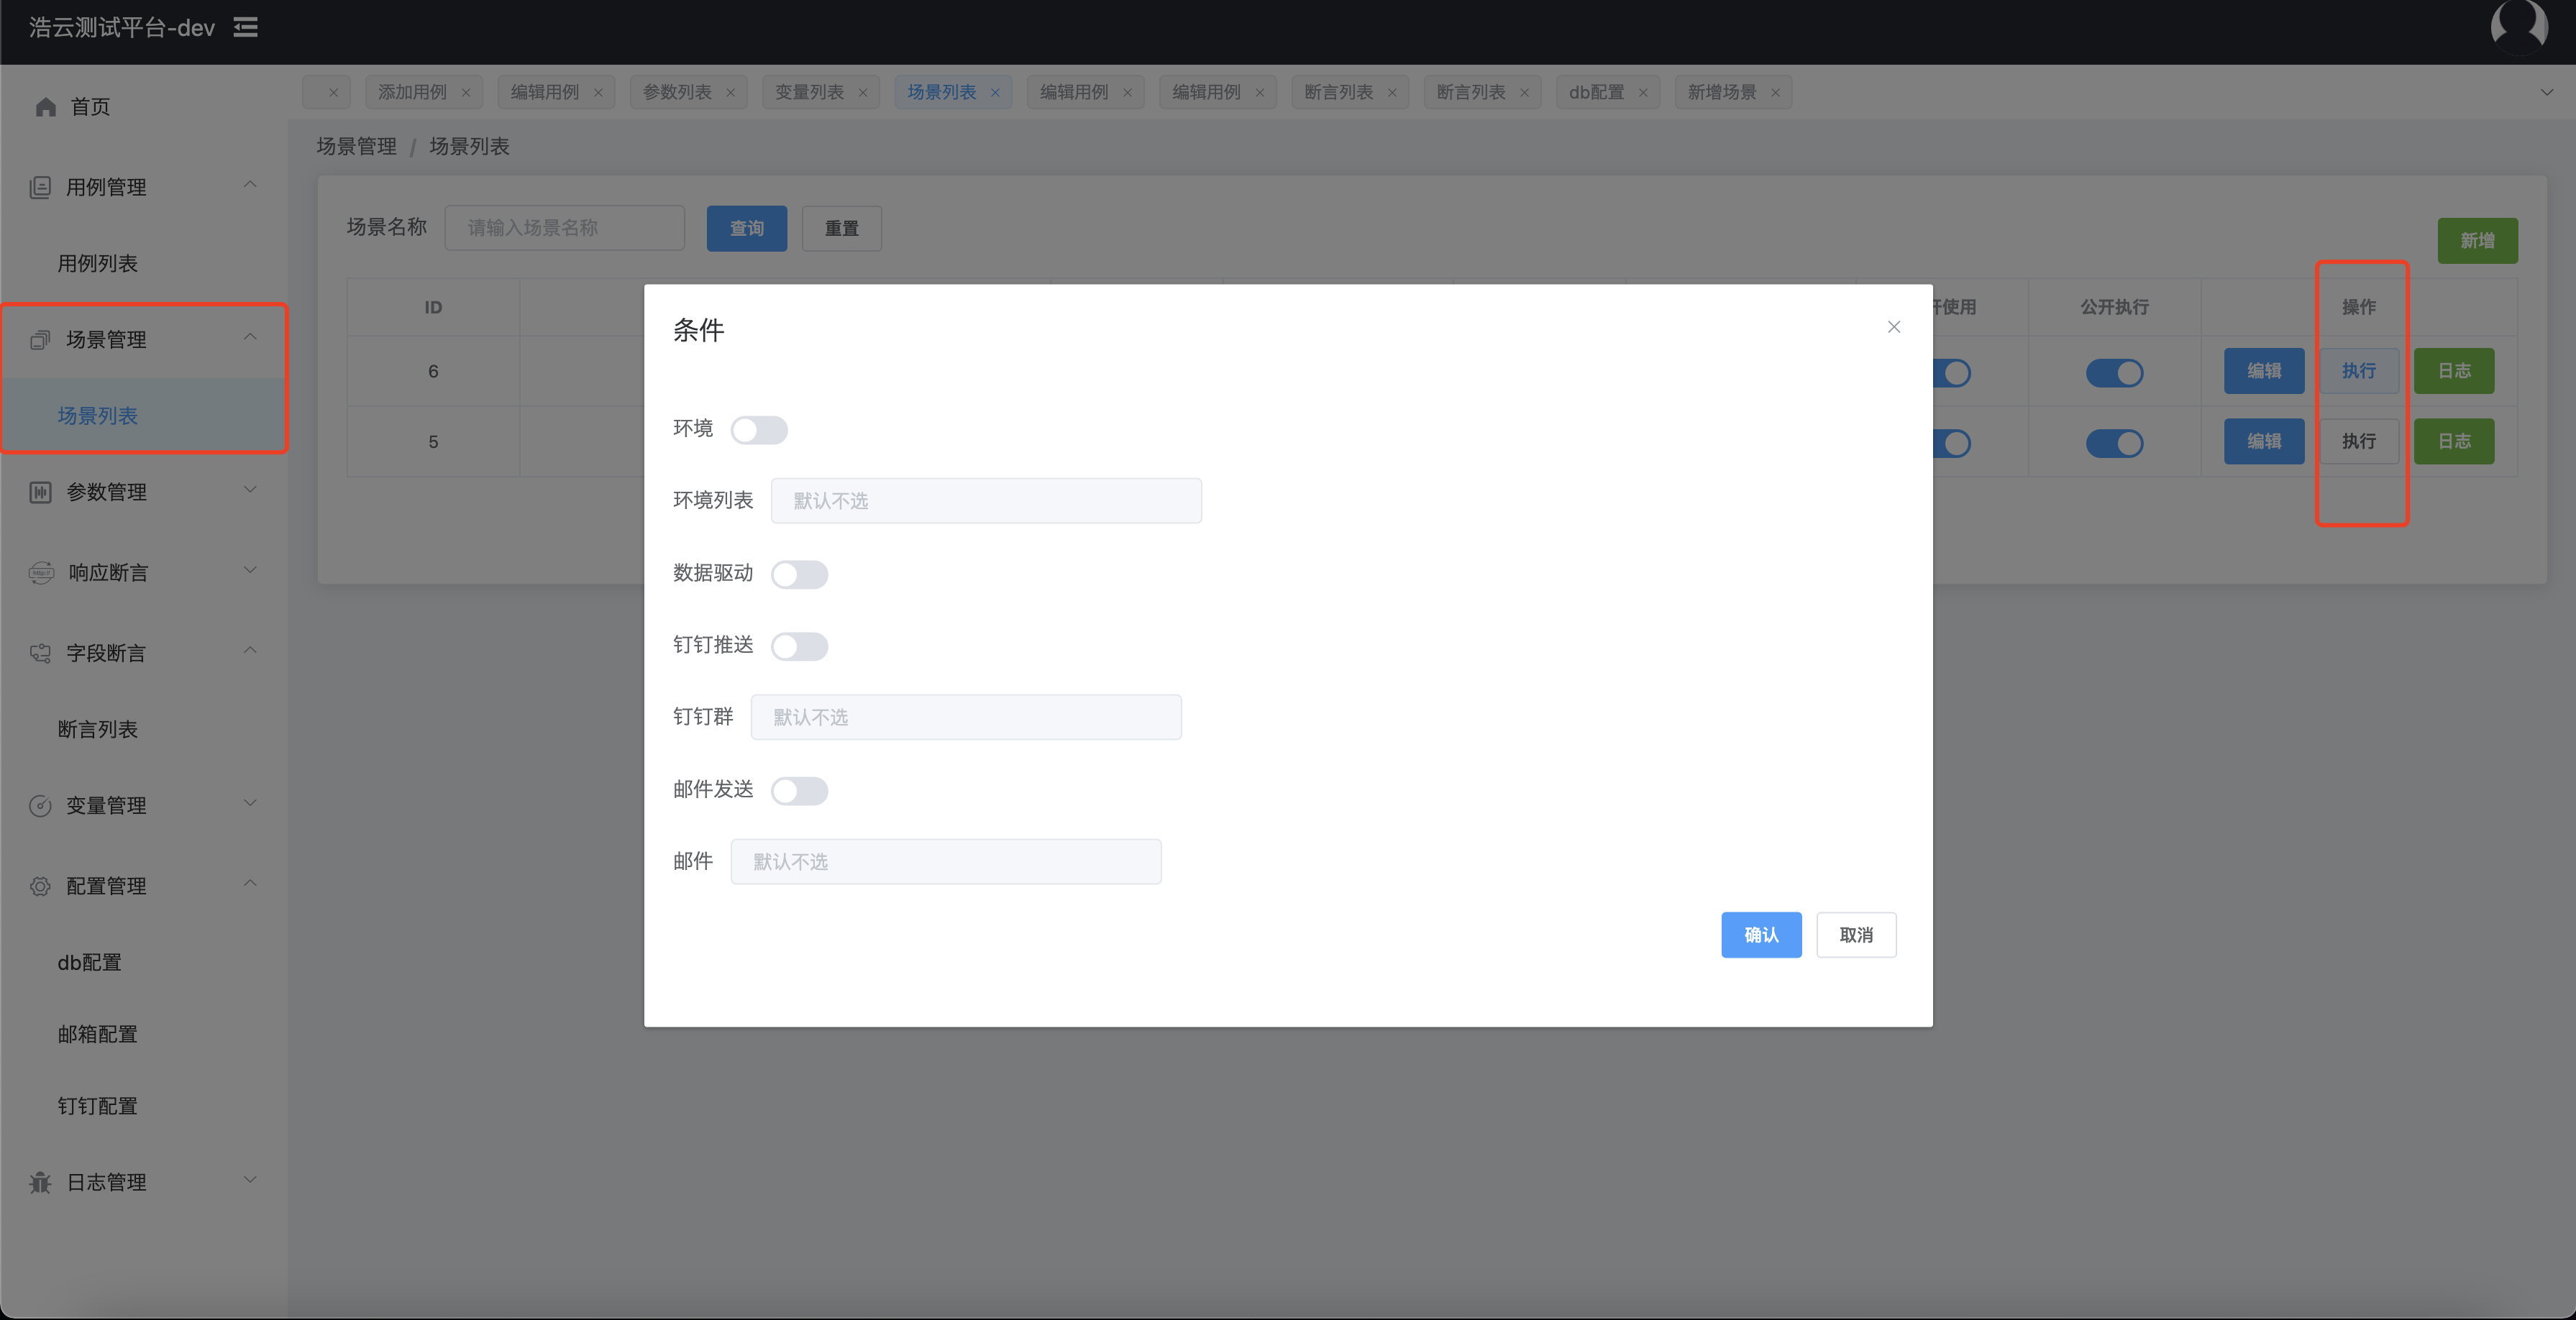 浩云测试平台-dev
首页
用例管理
用例列表
场景管理
场景列表
参数管理
响应断言
字段断言
断言列表
变量管理
配置管理
db配置
邮箱配置
钉钉配置
日志管理
添加用例 编辑用例 参数列表 变量列表 场景列表 编辑用例 编辑用例 断言列表 断言列表 db配置 新增场景
场景管理 / 场景列表
场景名称 请输入场景名称 查询 重置
新增
ID 开使用 公开执行 操作
6 编辑 执行 日志
5 编辑 执行 日志
条件
环境
环境列表 默认不选
数据驱动
钉钉推送
钉钉群 默认不选
邮件发送
邮件 默认不选
确认 取消